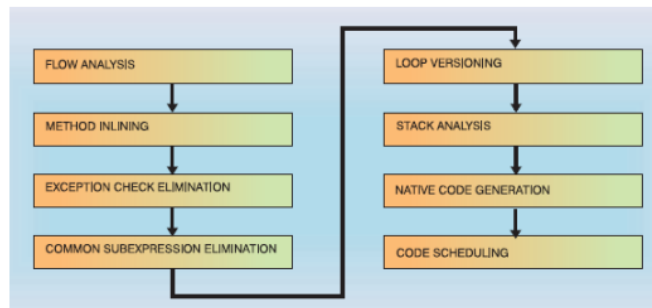 FLOW ANALYSIS
METHOD INLINING
EXCEPTION CHECK ELIMINATION
COMMON SUBEXPRESSION ELIMINATION
LOOP VERSIONING
STACK ANALYSIS
NATIVE CODE GENERATION
CODE SCHEDULING